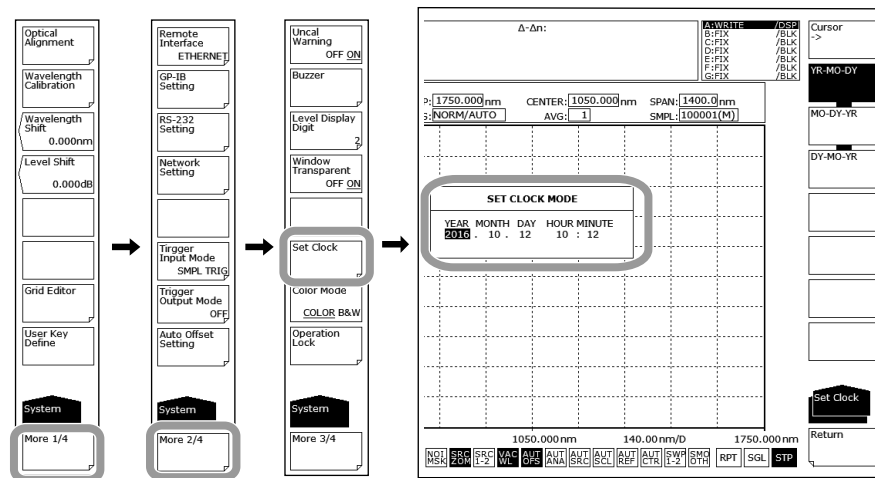 Optical
Alignment
Wavelength
Calibration
Wavelength
Shift
0.000nm
Level Shift
0.000dB
Grid Editor
User Key
Define
System
More 1/4
Remote
Interface
ETHERNET
GP-IB
Setting
RS-232
Setting
Network
Setting
Tirgger
Input Mode
SMPL TRIG
Trigger
Output Mode
OFF
Auto Offset
Setting
System
More 2/4
Uncal
Warning
OFF ON
Buzzer
Level Display
Digit
2
Window
Transparent
OFF ON
Set Clock
Color Mode
COLOR B&W
Operation
Lock
System
More 3/4
Δ-Δn:
A:WRITE /DSP
B:FIX /BLK
C:FIX /BLK
D:FIX /BLK
E:FIX /BLK
F:FIX /BLK
G:FIX /BLK
P: 1750.000 nm CENTER: 1050.000 nm SPAN: 1400.0 nm
S: NORM/AUTO AVG: 1 SMPL: 100001(M)
SET CLOCK MODE
YEAR MONTH DAY HOUR MINUTE
2016 . 10 . 12 10 : 12
1050.000nm 140.00nm/D 1750.000nm
NOI MSK
SRC ZOM
SRC 1-2
VAC WL
AUT OFS
AUT ANA
AUT SRC
AUT SCL
AUT REF
AUT CTR
SWP 1-2
SMO OTH
RPT
SGL
STP
Cursor
->
YR-MO-DY
MO-DY-YR
DY-MO-YR
Set Clock
Return